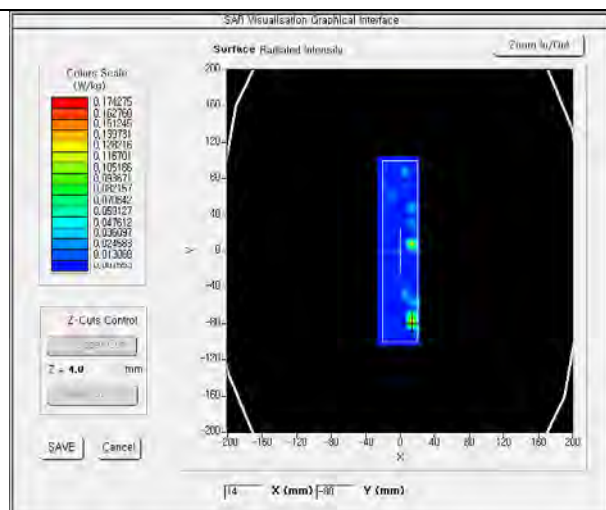 SAR Visualisation Graphical Interface
Surface Radiated Intensity
Zoom In/Out
Colors Scale
(W/kg)
0.174275
0.162760
0.151245
0.139731
0.128216
0.116701
0.105186
0.093671
0.082157
0.070642
0.059127
0.047612
0.036097
0.024583
0.013068
Z-Cuts Control
Z = 4.0 mm
SAVE
Cancel
200
160
120
80
40
0
-40
-80
-120
-160
-200
Y
-200 -160 -120 -80 -40 0 40 80 120 160 200
X
14 X (mm) -80 Y (mm)